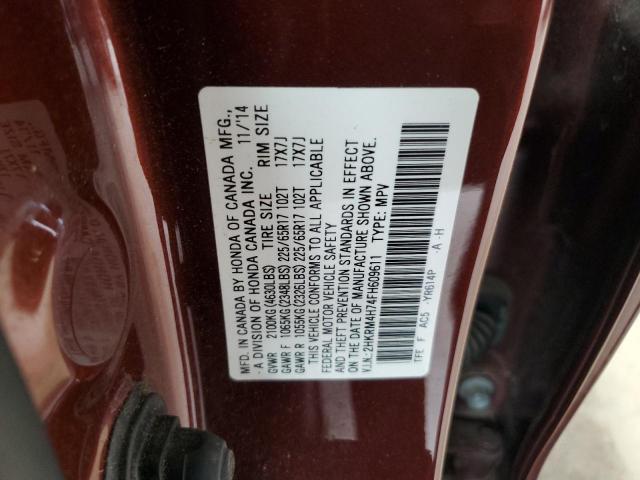 MFD. IN CANADA BY HONDA OF CANADA MFG.,
- A DIVISION OF HONDA CANADA INC. 11/'14
GVWR 2100KG(4630LBS) TIRE SIZE RIM SIZE
GAWR F 1065KG(2348LBS) 225/65R17 102T 17X7J
GAWR R 1055KG(2326LBS) 225/65R17 102T 17X7J
THIS VEHICLE CONFORMS TO ALL APPLICABLE
FEDERAL MOTOR VEHICLE SAFETY
AND THEFT PREVENTION STANDARDS IN EFFECT
ON THE DATE OF MANUFACTURE SHOWN ABOVE.
V.I.N.: 2HKRM4H74FH609611 TYPE: MPV
TFE F AC5 YR614P -A-H